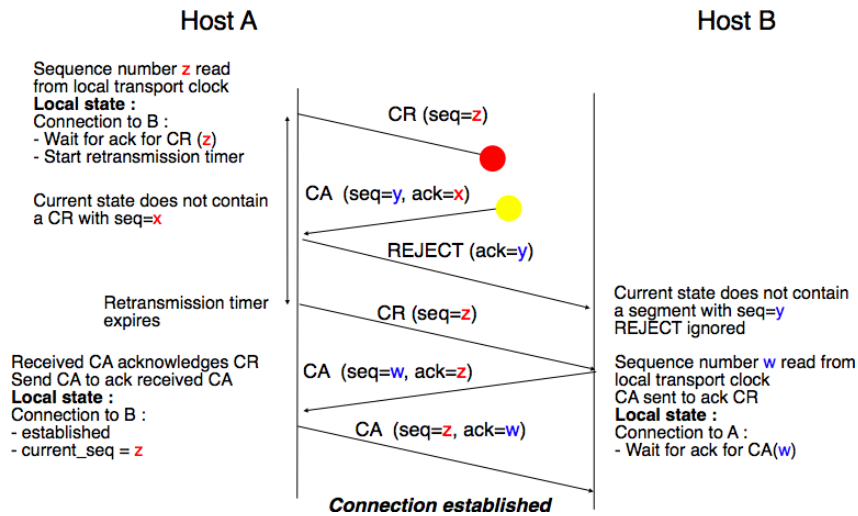 Host A
Host B
Sequence number z read
from local transport clock
Local state :
Connection to B :
- Wait for ack for CR (z)
- Start retransmission timer
CR (seq=z)
CA (seq=y, ack=x)
Current state does not contain
a CR with seq=x
REJECT (ack=y)
Current state does not contain
a segment with seq=y
REJECT ignored
Retransmission timer
expires
CR (seq=z)
Received CA acknowledges CR
Send CA to ack received CA
Local state :
Connection to B :
- established
- current_seq = z
CA (seq=w, ack=z)
Sequence number w read from
local transport clock
CA sent to ack CR
Local state :
Connection to A :
- Wait for ack for CA(w)
CA (seq=z, ack=w)
Connection established